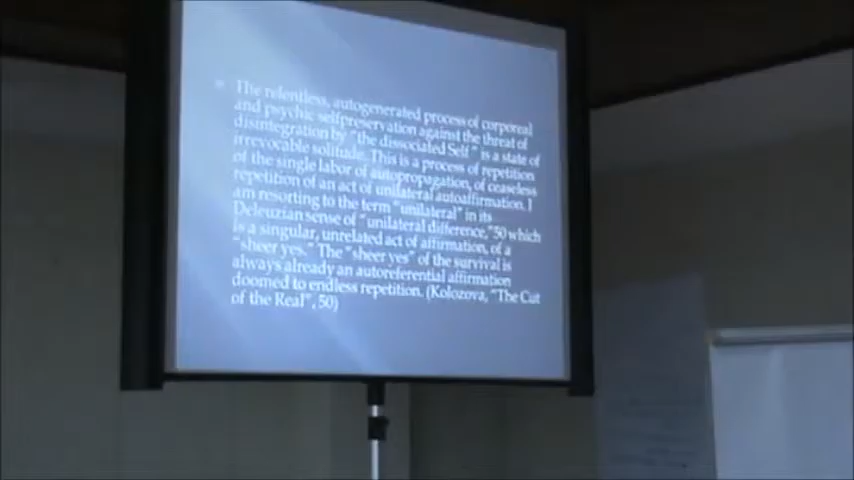 The relentless, autogenerated process of corporeal
and psychic selfpreservation against the threat of
disintegration by "the dissociated Self " is a state of
irrevocable solitude. This is a process of repetition
of the single labor of autopropagation, of ceaseless
repetition of an act of unilateral autoaffirmation. I
am resorting to the term "unilateral" in its
Deleuzian sense of "unilateral difference,"50 which
is a singular, unrelated act of affirmation, of a
"sheer yes." The "sheer yes" of the survival is
always already an autoreferential affirmation
doomed to endless repetition. (Kolozova, "The Cut
of the Real", 50)